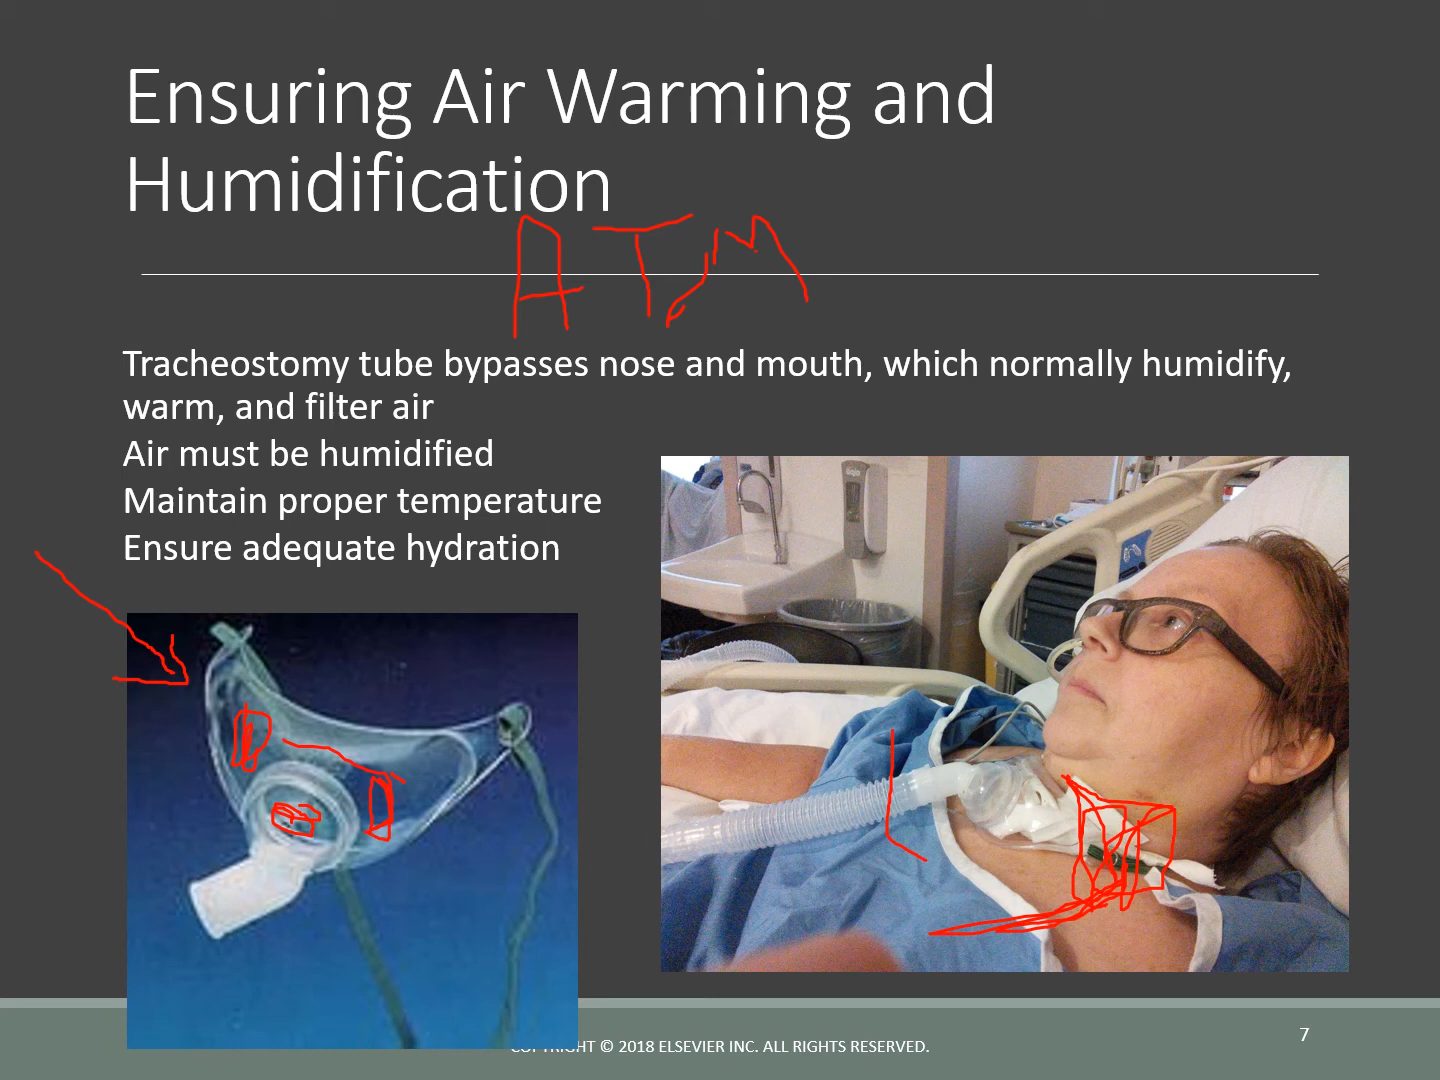 Ensuring Air Warming and
Humidification
Tracheostomy tube bypasses nose and mouth, which normally humidify,
warm, and filter air
Air must be humidified
Maintain proper temperature
Ensure adequate hydration
COPYRIGHT © 2018 ELSEVIER INC. ALL RIGHTS RESERVED.
7